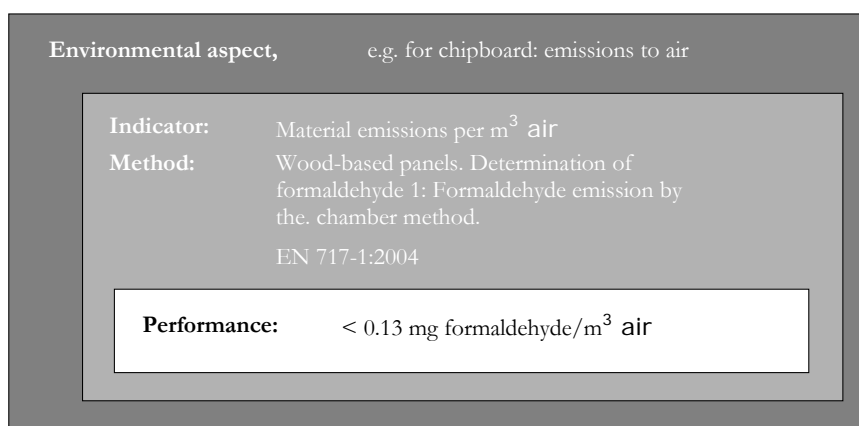 Environmental aspect, e.g. for chipboard: emissions to air
Indicator: Material emissions per m³ air
Method: Wood-based panels. Determination of
formaldehyde 1: Formaldehyde emission by
the. chamber method.
EN 717-1:2004
Performance: < 0.13 mg formaldehyde/m³ air